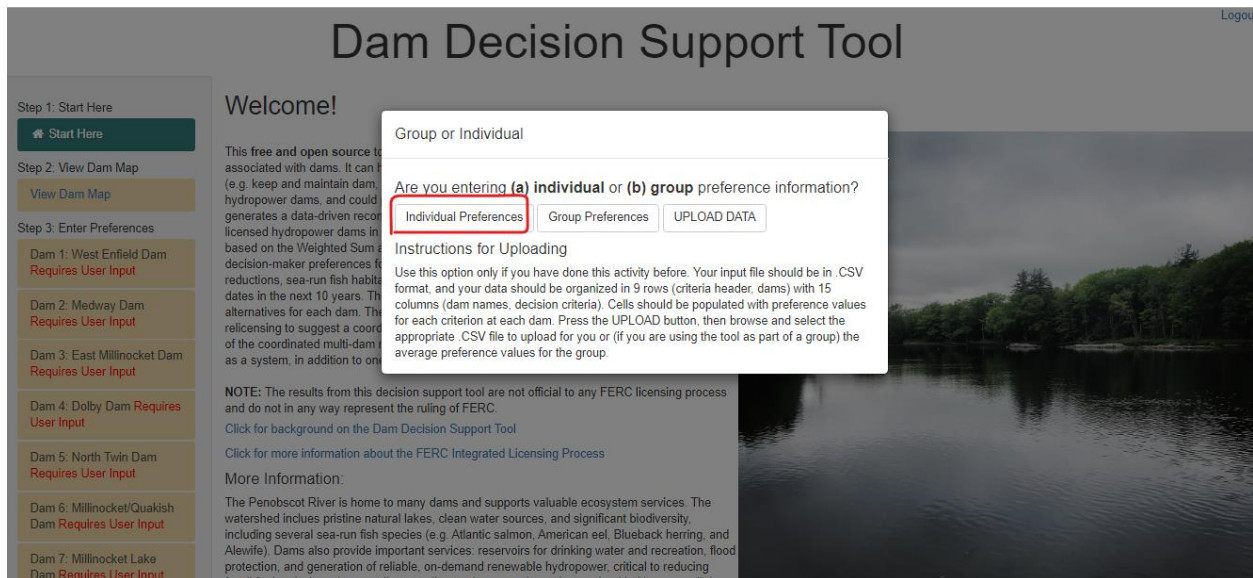 Logou
Dam Decision Support Tool
Step 1: Start Here
Start Here
Step 2: View Dam Map
View Dam Map
Step 3: Enter Preferences
Dam 1: West Enfield Dam
Requires User Input
Dam 2: Medway Dam
Requires User Input
Dam 3: East Millinocket Dam
Requires User Input
Dam 4: Dolby Dam Requires
User Input
Dam 5: North Twin Dam
Requires User Input
Dam 6: Millinocket/Quakish
Dam Requires User Input
Dam 7: Millinocket Lake
Dam Requires User Input
Welcome!
This free and open source to
associated with dams. It can h
(e.g. keep and maintain dam,
hydropower dams, and could
generates a data-driven recor
licensed hydropower dams in
based on the Weighted Sum a
decision-maker preferences fo
reductions, sea-run fish habita
dates in the next 10 years. Th
alternatives for each dam. The
relicensing to suggest a coord
of the coordinated multi-dam r
as a system, in addition to one
NOTE: The results from this decision support tool are not official to any FERC licensing process
and do not in any way represent the ruling of FERC.
Click for background on the Dam Decision Support Tool
Click for more information about the FERC Integrated Licensing Process
More Information:
The Penobscot River is home to many dams and supports valuable ecosystem services. The
watershed inclues pristine natural lakes, clean water sources, and significant biodiversity,
including several sea-run fish species (e.g. Atlantic salmon, American eel, Blueback herring, and
Alewife). Dams also provide important services: reservoirs for drinking water and recreation, flood
protection, and generation of reliable, on-demand renewable hydropower, critical to reducing
Group or Individual
Are you entering (a) individual or (b) group preference information?
Individual Preferences
Group Preferences
UPLOAD DATA
Instructions for Uploading
Use this option only if you have done this activity before. Your input file should be in .CSV
format, and your data should be organized in 9 rows (criteria header, dams) with 15
columns (dam names, decision criteria). Cells should be populated with preference values
for each criterion at each dam. Press the UPLOAD button, then browse and select the
appropriate .CSV file to upload for you or (if you are using the tool as part of a group) the
average preference values for the group.